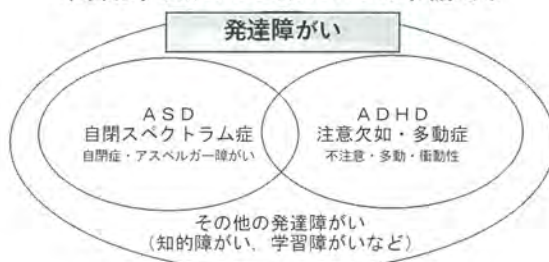 発達障がい
ASD
自閉スペクトラム症
自閉症・アスペルガー障がい
ADHD
注意欠如・多動症
不注意・多動・衝動性
その他の発達障がい
(知的障がい、学習障がいなど)